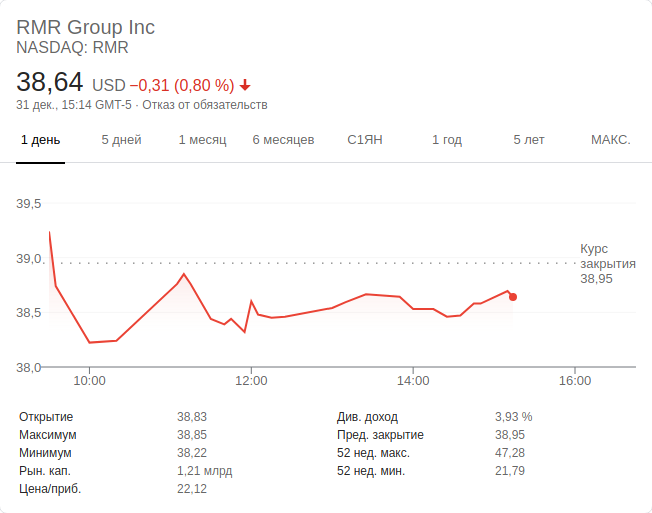 RMR Group Inc
NASDAQ: RMR
38,64 USD −0,31 (0,80 %)
31 дек., 15:14 GMT-5 · Отказ от обязательств
1 день 5 дней 1 месяц 6 месяцев С1ЯН 1 год 5 лет МАКС.
39,5
39,0
38,5
38,0
Курс
закрытия
38,95
10:00 12:00 14:00 16:00
Открытие 38,83 Див. доход 3,93 %
Максимум 38,85 Пред. закрытие 38,95
Минимум 38,22 52 нед. макс. 47,28
Рын. кап. 1,21 млрд 52 нед. мин. 21,79
Цена/приб. 22,12